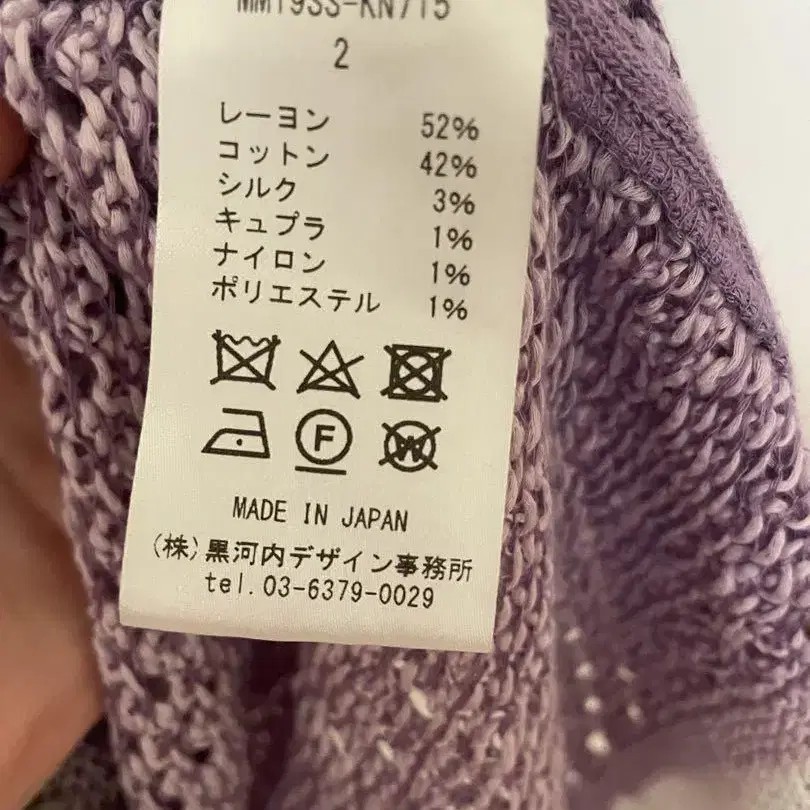 MM19SS-KN715
2
レーヨン 52%
コットン 42%
シルク 3%
キュプラ 1%
ナイロン 1%
ポリエステル 1%
F
W
MADE IN JAPAN
(株)黒河内デザイン事務所
tel.03-6379-0029